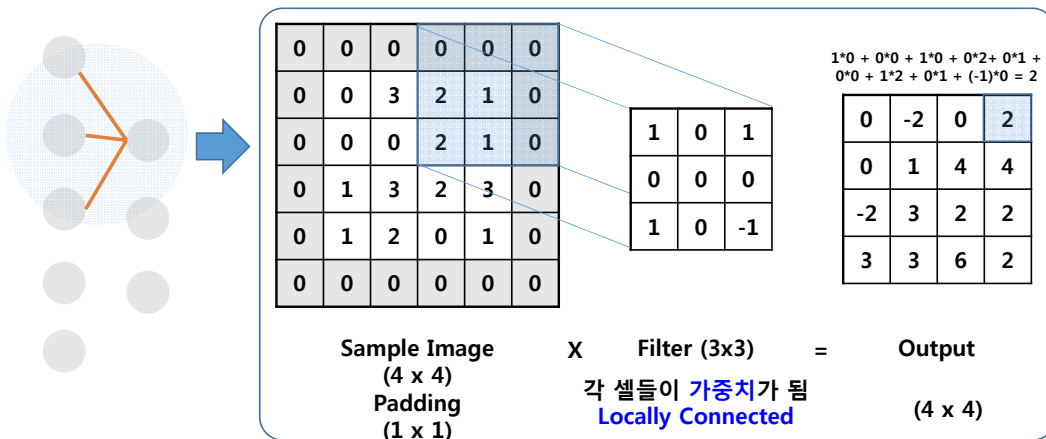 1*0 + 0*0 + 1*0 + 0*2+ 0*1 +
0*0 + 1*2 + 0*1 + (-1)*0 = 2
0 0 0 0 0 0
0 0 3 2 1 0
0 0 0 2 1 0
0 1 3 2 3 0
0 1 2 0 1 0
0 0 0 0 0 0
1 0 1
0 0 0
1 0 -1
0 -2 0 2
0 1 4 4
-2 3 2 2
3 3 6 2
Sample Image
(4 x 4)
Padding
(1 x 1)
X
Filter (3x3)
각 셀들이 가중치가 됨
Locally Connected
=
Output
(4 x 4)